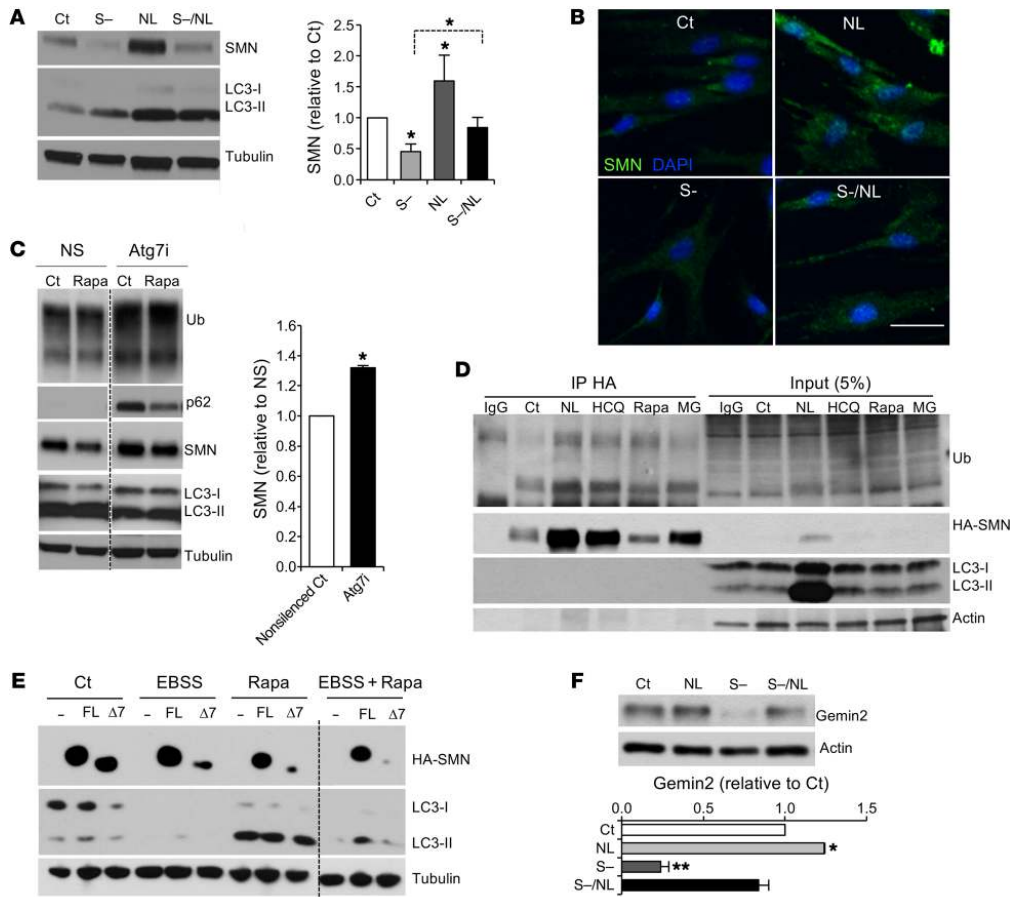 A
Ct S– NL S–/NL
SMN
LC3-I
LC3-II
Tubulin
SMN (relative to Ct)
2.5
2.0
1.5
1.0
0.5
0.0
* * * *
Ct S– NL S–/NL
B
Ct NL
SMN DAPI
S- S-/NL
C
NS Atg7i
Ct Rapa Ct Rapa
Ub
p62
SMN
LC3-I
LC3-II
Tubulin
SMN (relative to NS)
1.6
1.4
1.2
1.0
0.8
0.6
0.4
0.2
0.0
*
Nonsilenced Ct Atg7i
D
IP HA Input (5%)
IgG Ct NL HCQ Rapa MG IgG Ct NL HCQ Rapa MG
Ub
HA-SMN
LC3-I
LC3-II
Actin
E
Ct EBSS Rapa EBSS + Rapa
– FL Δ7 – FL Δ7 – FL Δ7 – FL Δ7
HA-SMN
LC3-I
LC3-II
Tubulin
F
Ct NL S– S–/NL
Gemin2
Actin
Gemin2 (relative to Ct)
0.0 0.5 1.0 1.5
Ct
NL *
S– **
S–/NL